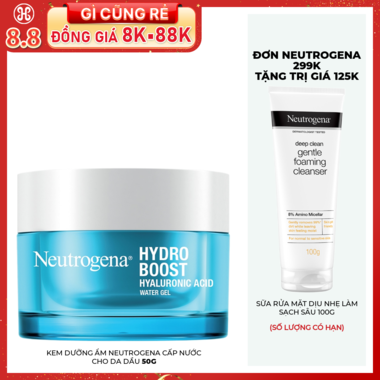 8.8
GÌ CŨNG RẺ
ĐỒNG GIÁ 8K-88K
ĐƠN NEUTROGENA
299K
TẶNG TRỊ GIÁ 125K
Neutrogena
deep clean
gentle
foaming
cleanser
100g
SỮA RỬA MẶT DỊU NHẸ LÀM
SẠCH SÂU 100G
(SỐ LƯỢNG CÓ HẠN)
Neutrogena®
HYDRO
BOOST
HYALURONIC ACID
WATER GEL
KEM DƯỠNG ẨM NEUTROGENA CẤP NƯỚC
CHO DA DẦU 50G